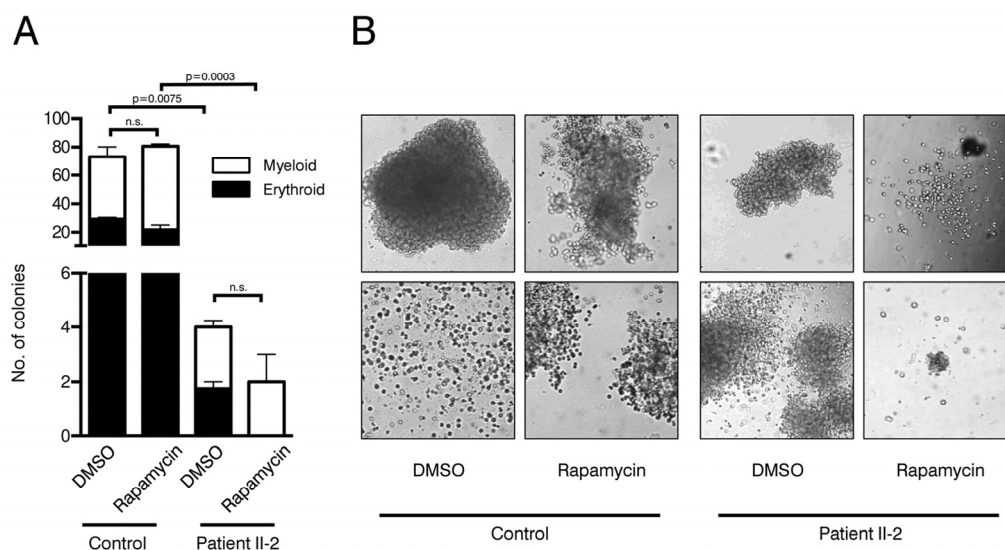 A
B
p=0.0003
p=0.0075
n.s.
100
80
60
40
20
Myeloid
Erythroid
6
4
2
0
n.s.
No. of colonies
DMSO
Rapamycin
DMSO
Rapamycin
Control
Patient II-2
DMSO
Rapamycin
DMSO
Rapamycin
Control
Patient II-2